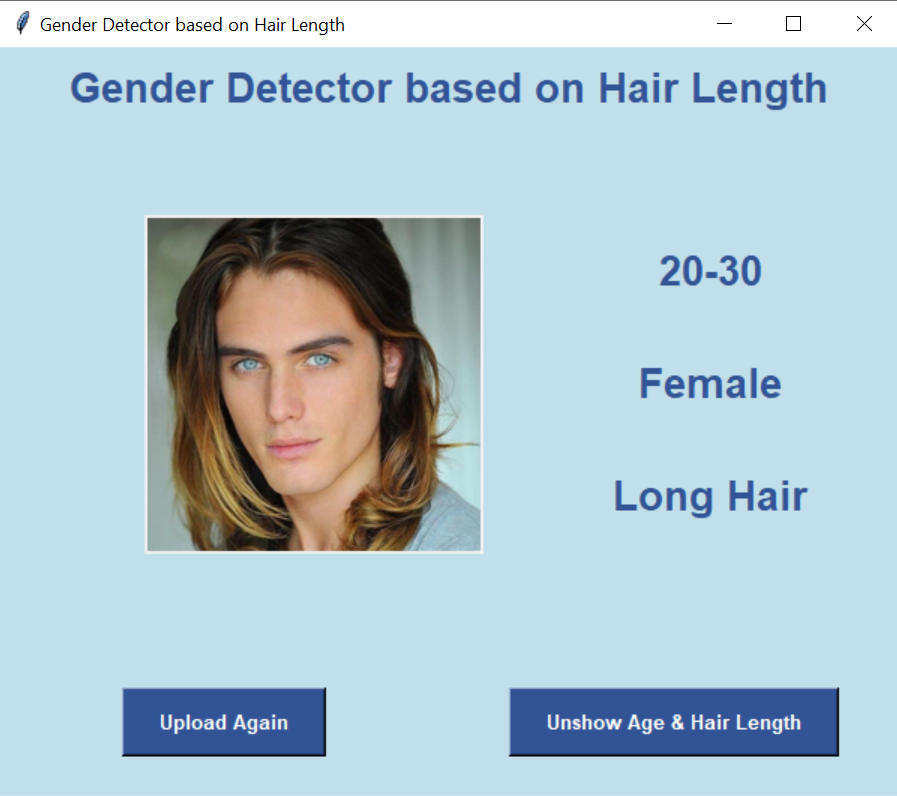 Gender Detector based on Hair Length
Gender Detector based on Hair Length
20-30
Female
Long Hair
Upload Again
Unshow Age & Hair Length